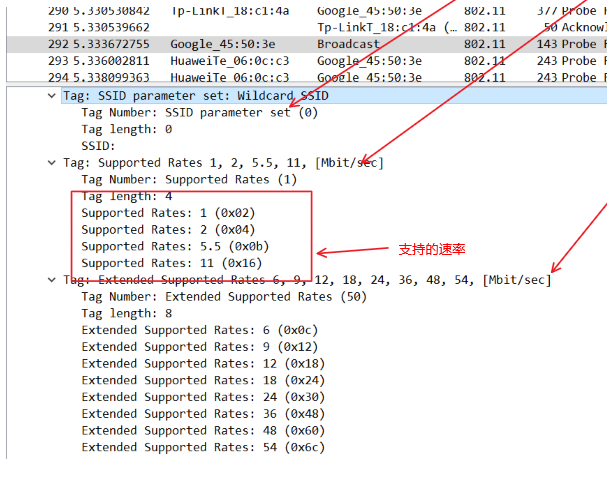 290 5.330530842 Tp-LinkT_18:c1:4a Google_45:50:3e 802.11 377 Probe
291 5.330539662 Tp-LinkT_18:c1:4a (… 802.11 50 Acknow
292 5.333672755 Google_45:50:3e Broadcast 802.11 143 Probe
293 5.336002811 HuaweiTe_06:0c:c3 Google_45:50:3e 802.11 243 Probe
294 5.338099363 HuaweiTe_06:0c:c3 Google_45:50:3e 802.11 243 Probe
Tag: SSID parameter set: Wildcard SSID
Tag Number: SSID parameter set (0)
Tag length: 0
SSID:
Tag: Supported Rates 1, 2, 5.5, 11, [Mbit/sec]
Tag Number: Supported Rates (1)
Tag length: 4
Supported Rates: 1 (0x02)
Supported Rates: 2 (0x04)
Supported Rates: 5.5 (0x0b)
支持的速率
Supported Rates: 11 (0x16)
Tag: Extended Supported Rates 6, 9, 12, 18, 24, 36, 48, 54, [Mbit/sec]
Tag Number: Extended Supported Rates (50)
Tag length: 8
Extended Supported Rates: 6 (0x0c)
Extended Supported Rates: 9 (0x12)
Extended Supported Rates: 12 (0x18)
Extended Supported Rates: 18 (0x24)
Extended Supported Rates: 24 (0x30)
Extended Supported Rates: 36 (0x48)
Extended Supported Rates: 48 (0x60)
Extended Supported Rates: 54 (0x6c)